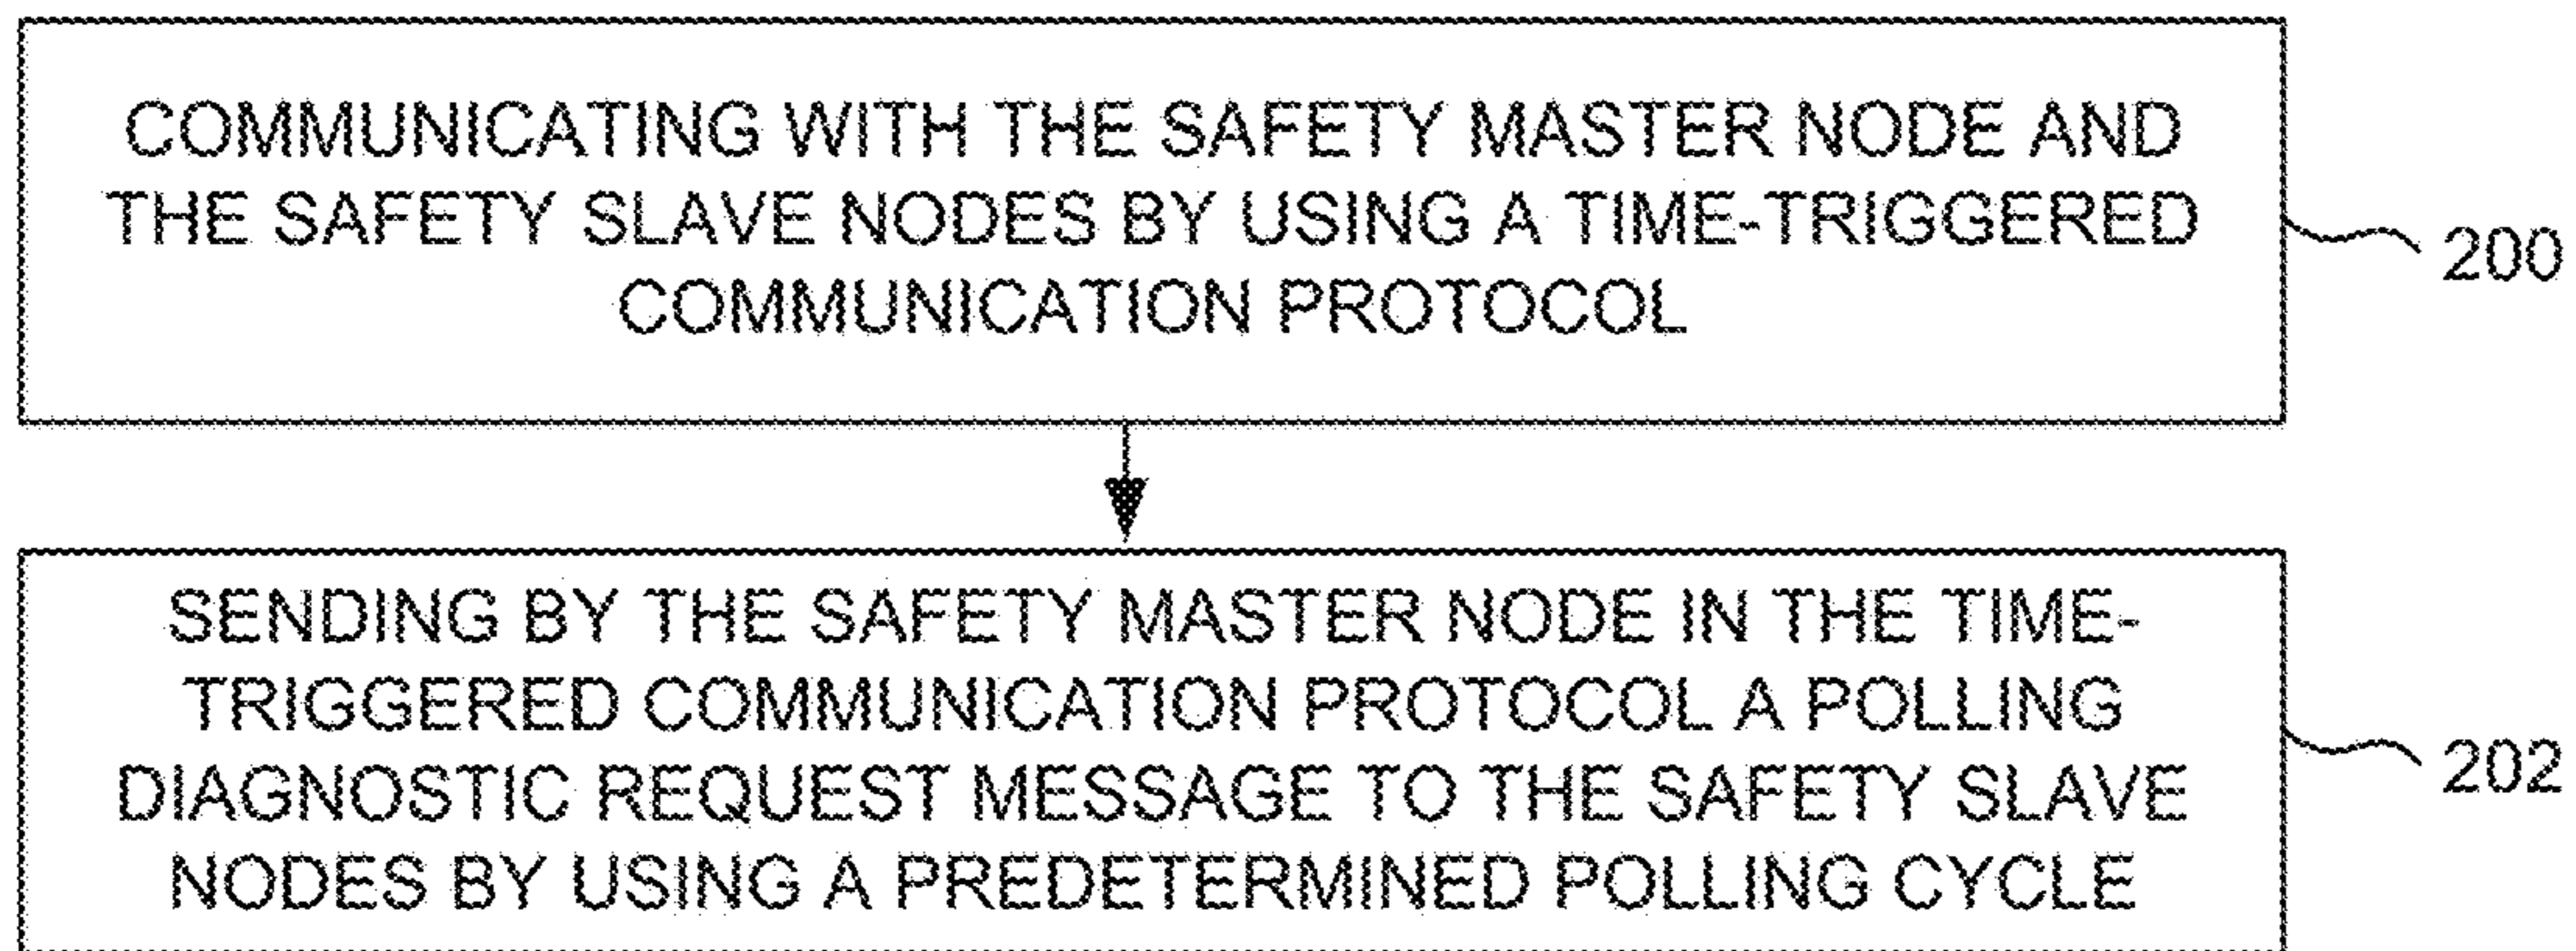 COMMUNICATING WITH THE SAFETY MASTER NODE AND
THE SAFETY SLAVE NODES BY USING A TIME-TRIGGERED
COMMUNICATION PROTOCOL
200
SENDING BY THE SAFETY MASTER NODE IN THE TIME-
TRIGGERED COMMUNICATION PROTOCOL A POLLING
DIAGNOSTIC REQUEST MESSAGE TO THE SAFETY SLAVE
NODES BY USING A PREDETERMINED POLLING CYCLE
202